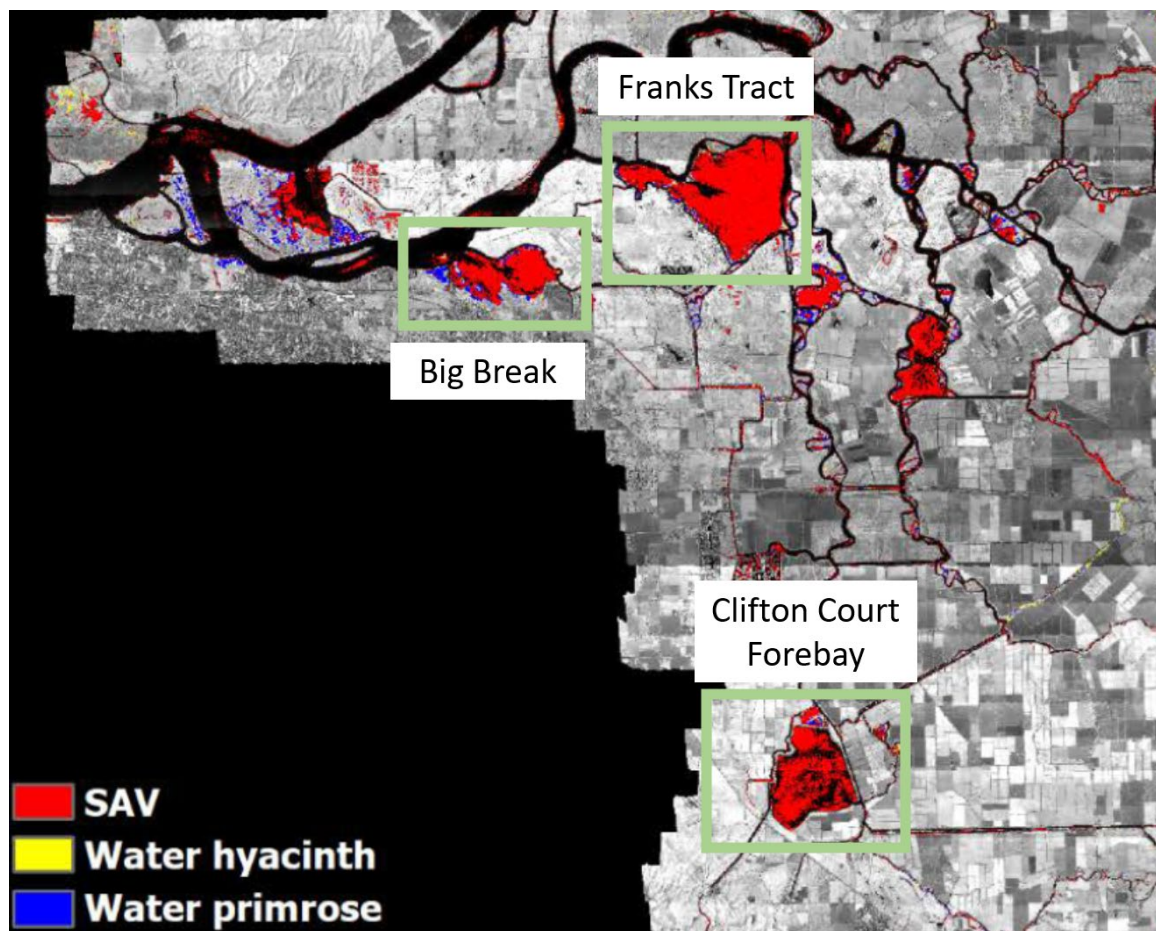 Franks Tract
Big Break
Clifton Court
Forebay
SAV
Water hyacinth
Water primrose